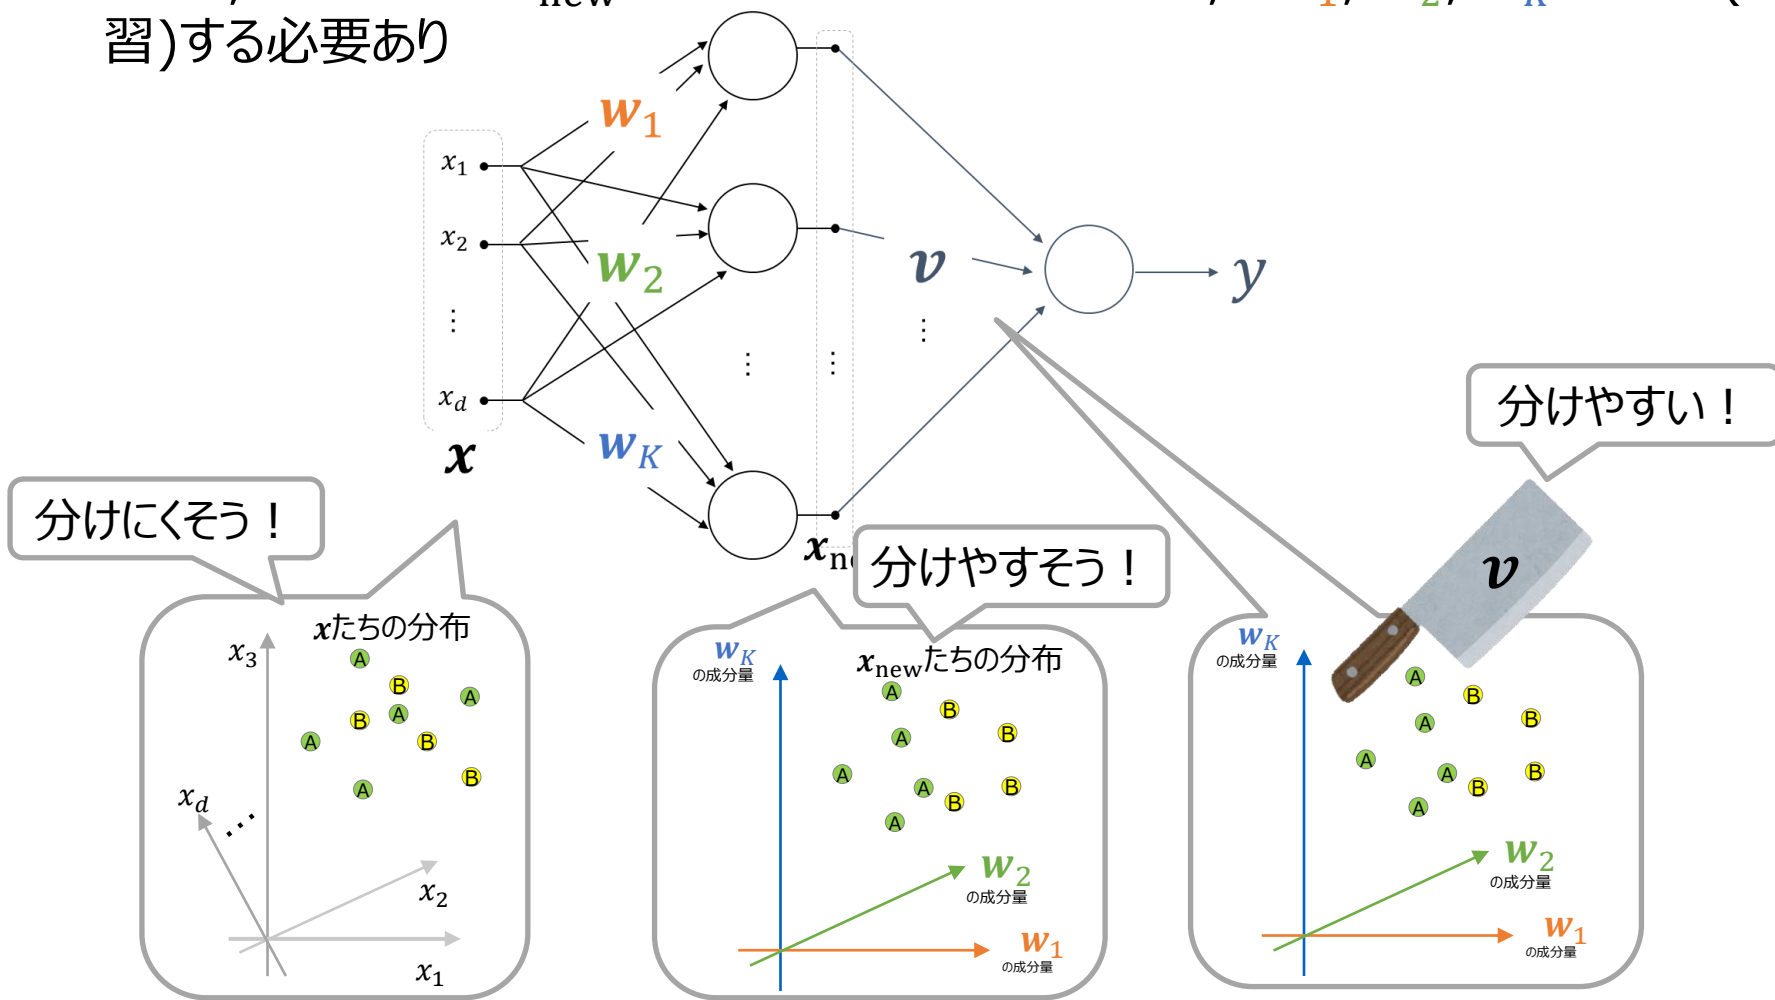 new
1, 2, K (
習)する必要あり
w1
x1
x2
w2
v
y
⋮
⋮
⋮
⋮
xd
wK
x
分けやすい！
分けにくそう！
xn
分けやすそう！
v
xたちの分布
x3
A
B
A
B
A
A
B
B
A
xd
⋯
x2
x1
wK
の成分量
xnewたちの分布
A
B
A
B
A
A
B
B
A
w2
の成分量
w1
の成分量
wK
の成分量
A
B
A
B
A
A
B
B
A
w2
の成分量
w1
の成分量